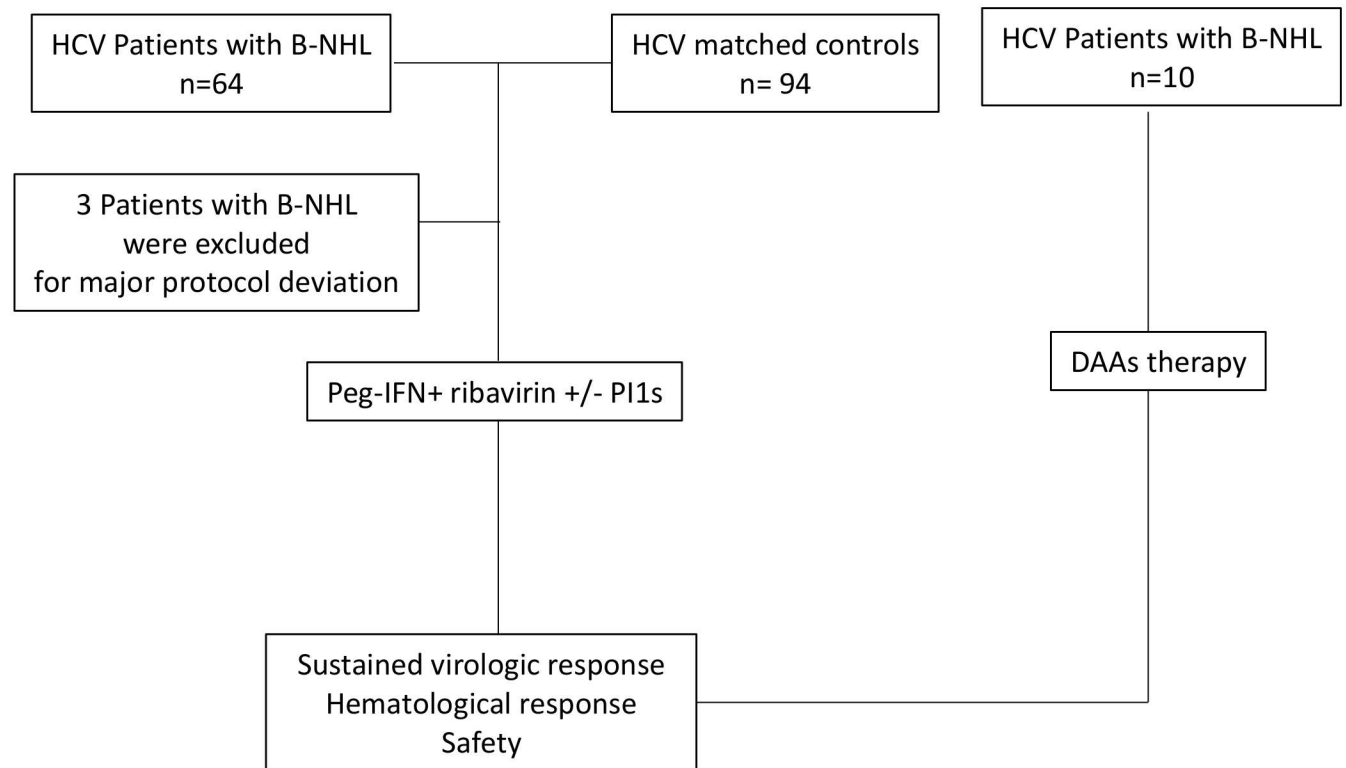 HCV Patients with B-NHL
n=64
HCV matched controls
n= 94
HCV Patients with B-NHL
n=10
3 Patients with B-NHL
were excluded
for major protocol deviation
Peg-IFN+ ribavirin +/- PI1s
DAAs therapy
Sustained virologic response
Hematological response
Safety